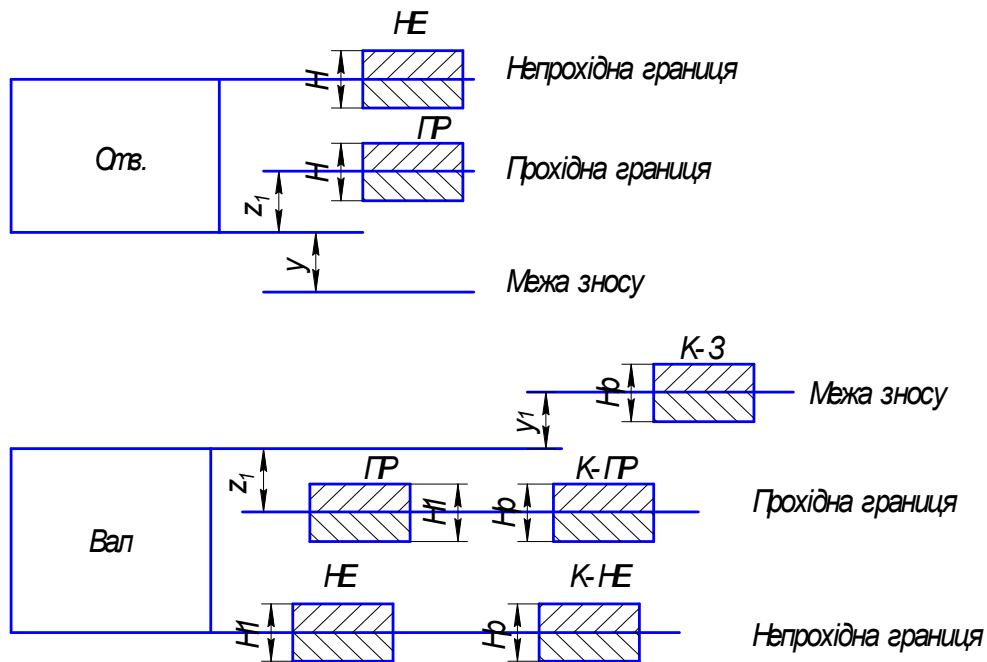 НЕ
Непрохідна границя
H
ПР
Отв.
Прохідна границя
H
z₁
y
Межа зносу
К-З
Hp
Межа зносу
y₁
z₁
ПР
К-ПР
H1
Hp
Прохідна границя
Вал
НЕ
К-НЕ
H1
Hp
Непрохідна границя